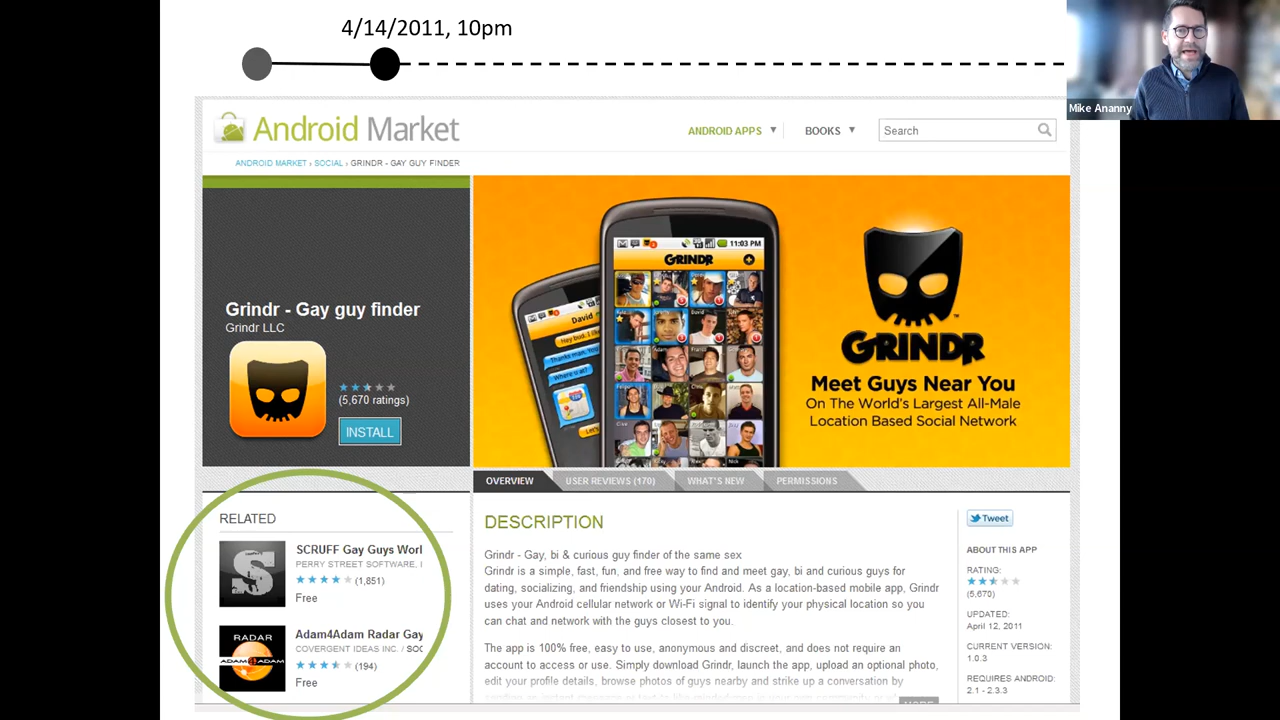 4/14/2011, 10pm
Mike Ananny
Android Market
ANDROID APPS
BOOKS
Search
ANDROID MARKET › SOCIAL › GRINDR - GAY GUY FINDER
Grindr - Gay guy finder
Grindr LLC
(5,670 ratings)
INSTALL
11:03 PM
GRINDR
David
GRINDR
Meet Guys Near You
On The World's Largest All-Male
Location Based Social Network
OVERVIEW
USER REVIEWS (170)
WHAT'S NEW
PERMISSIONS
RELATED
SCRUFF Gay Guys Worl
PERRY STREET SOFTWARE, I
(1,851)
Free
RADAR
ADAM4ADAM
Adam4Adam Radar Gay
COVERGENT IDEAS INC. / SOC
(194)
Free
DESCRIPTION
Grindr - Gay, bi & curious guy finder of the same sex
Grindr is a simple, fast, fun, and free way to find and meet gay, bi and curious guys for
dating, socializing, and friendship using your Android. As a location-based mobile app, Grindr
uses your Android cellular network or Wi-Fi signal to identify your physical location so you
can chat and network with the guys closest to you.
The app is 100% free, easy to use, anonymous and discreet, and does not require an
account to access or use. Simply download Grindr, launch the app, upload an optional photo,
edit your profile details, browse photos of guys nearby and strike up a conversation by
MORE
Tweet
ABOUT THIS APP
RATING:
(5,670)
UPDATED:
April 12, 2011
CURRENT VERSION:
1.0.3
REQUIRES ANDROID:
2.1 - 2.3.3